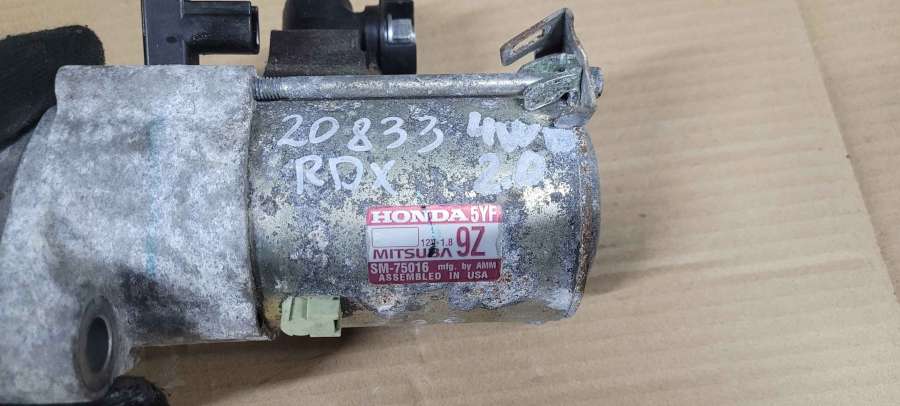 20833 4WD
RDX 2.0
HONDA 5YF
12V-1.8
MITSUBA 9Z
SM-75016 mfg. by AMM
ASSEMBLED IN USA